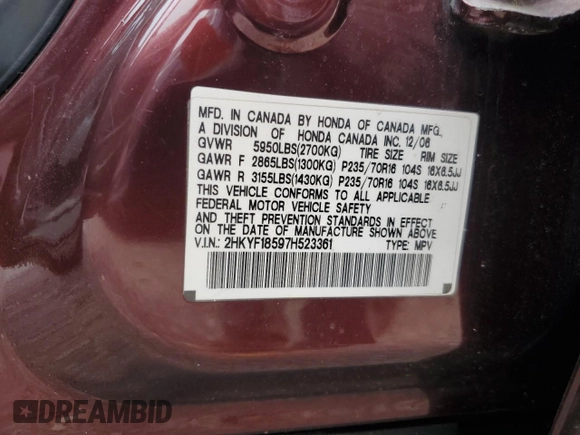 MFD. IN CANADA BY HONDA OF CANADA MFG.,
A DIVISION OF HONDA CANADA INC. 12/06
GVWR 5950LBS(2700KG) TIRE SIZE RIM SIZE
GAWR F 2865LBS(1300KG) P235/70R16 104S 16X6.5JJ
GAWR R 3155LBS(1430KG) P235/70R16 104S 16X6.5JJ
THIS VEHICLE CONFORMS TO ALL APPLICABLE
FEDERAL MOTOR VEHICLE SAFETY
AND THEFT PREVENTION STANDARDS IN EFFECT
ON THE DATE OF MANUFACTURE SHOWN ABOVE
V.I.N.: 2HKYF18597H523361 TYPE: MPV
DREAMBID